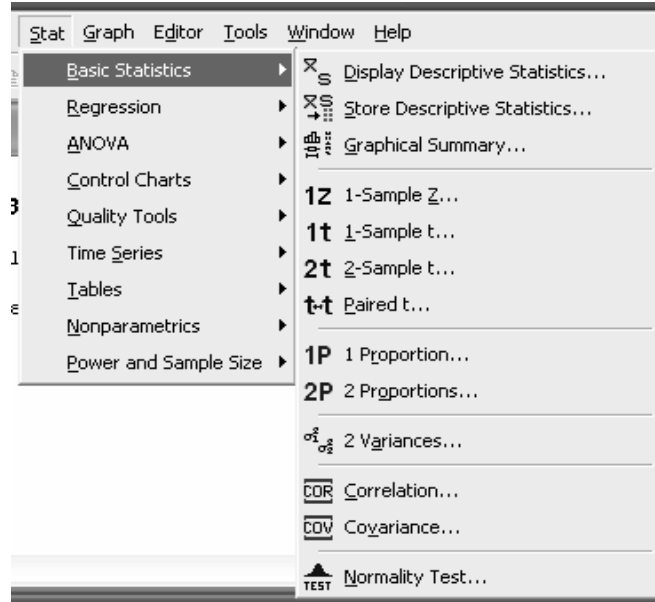 Stat Graph Editor Tools Window Help
Basic Statistics
Regression
ANOVA
Control Charts
Quality Tools
Time Series
Tables
Nonparametrics
Power and Sample Size
x̄s Display Descriptive Statistics...
x̄s Store Descriptive Statistics...
Graphical Summary...
1Z 1-Sample Z...
1t 1-Sample t...
2t 2-Sample t...
t-t Paired t...
1P 1 Proportion...
2P 2 Proportions...
σ²₁ σ²₂ 2 Variances...
COR Correlation...
COV Covariance...
TEST Normality Test...